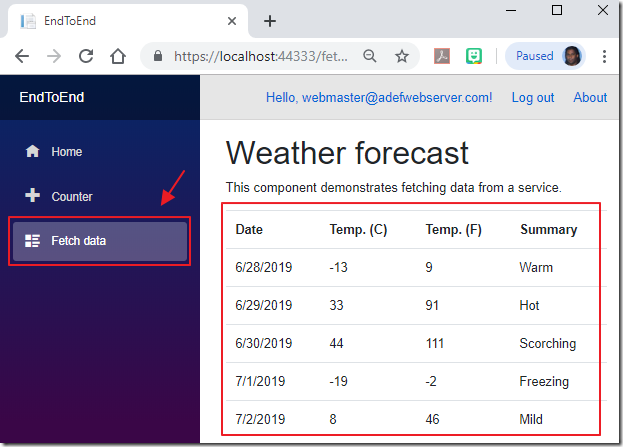 EndToEnd
https://localhost:44333/fet...
Paused
EndToEnd
Hello, webmaster@adefwebserver.com! Log out About
Home
Counter
Fetch data
Weather forecast
This component demonstrates fetching data from a service.
Date Temp. (C) Temp. (F) Summary
6/28/2019 -13 9 Warm
6/29/2019 33 91 Hot
6/30/2019 44 111 Scorching
7/1/2019 -19 -2 Freezing
7/2/2019 8 46 Mild